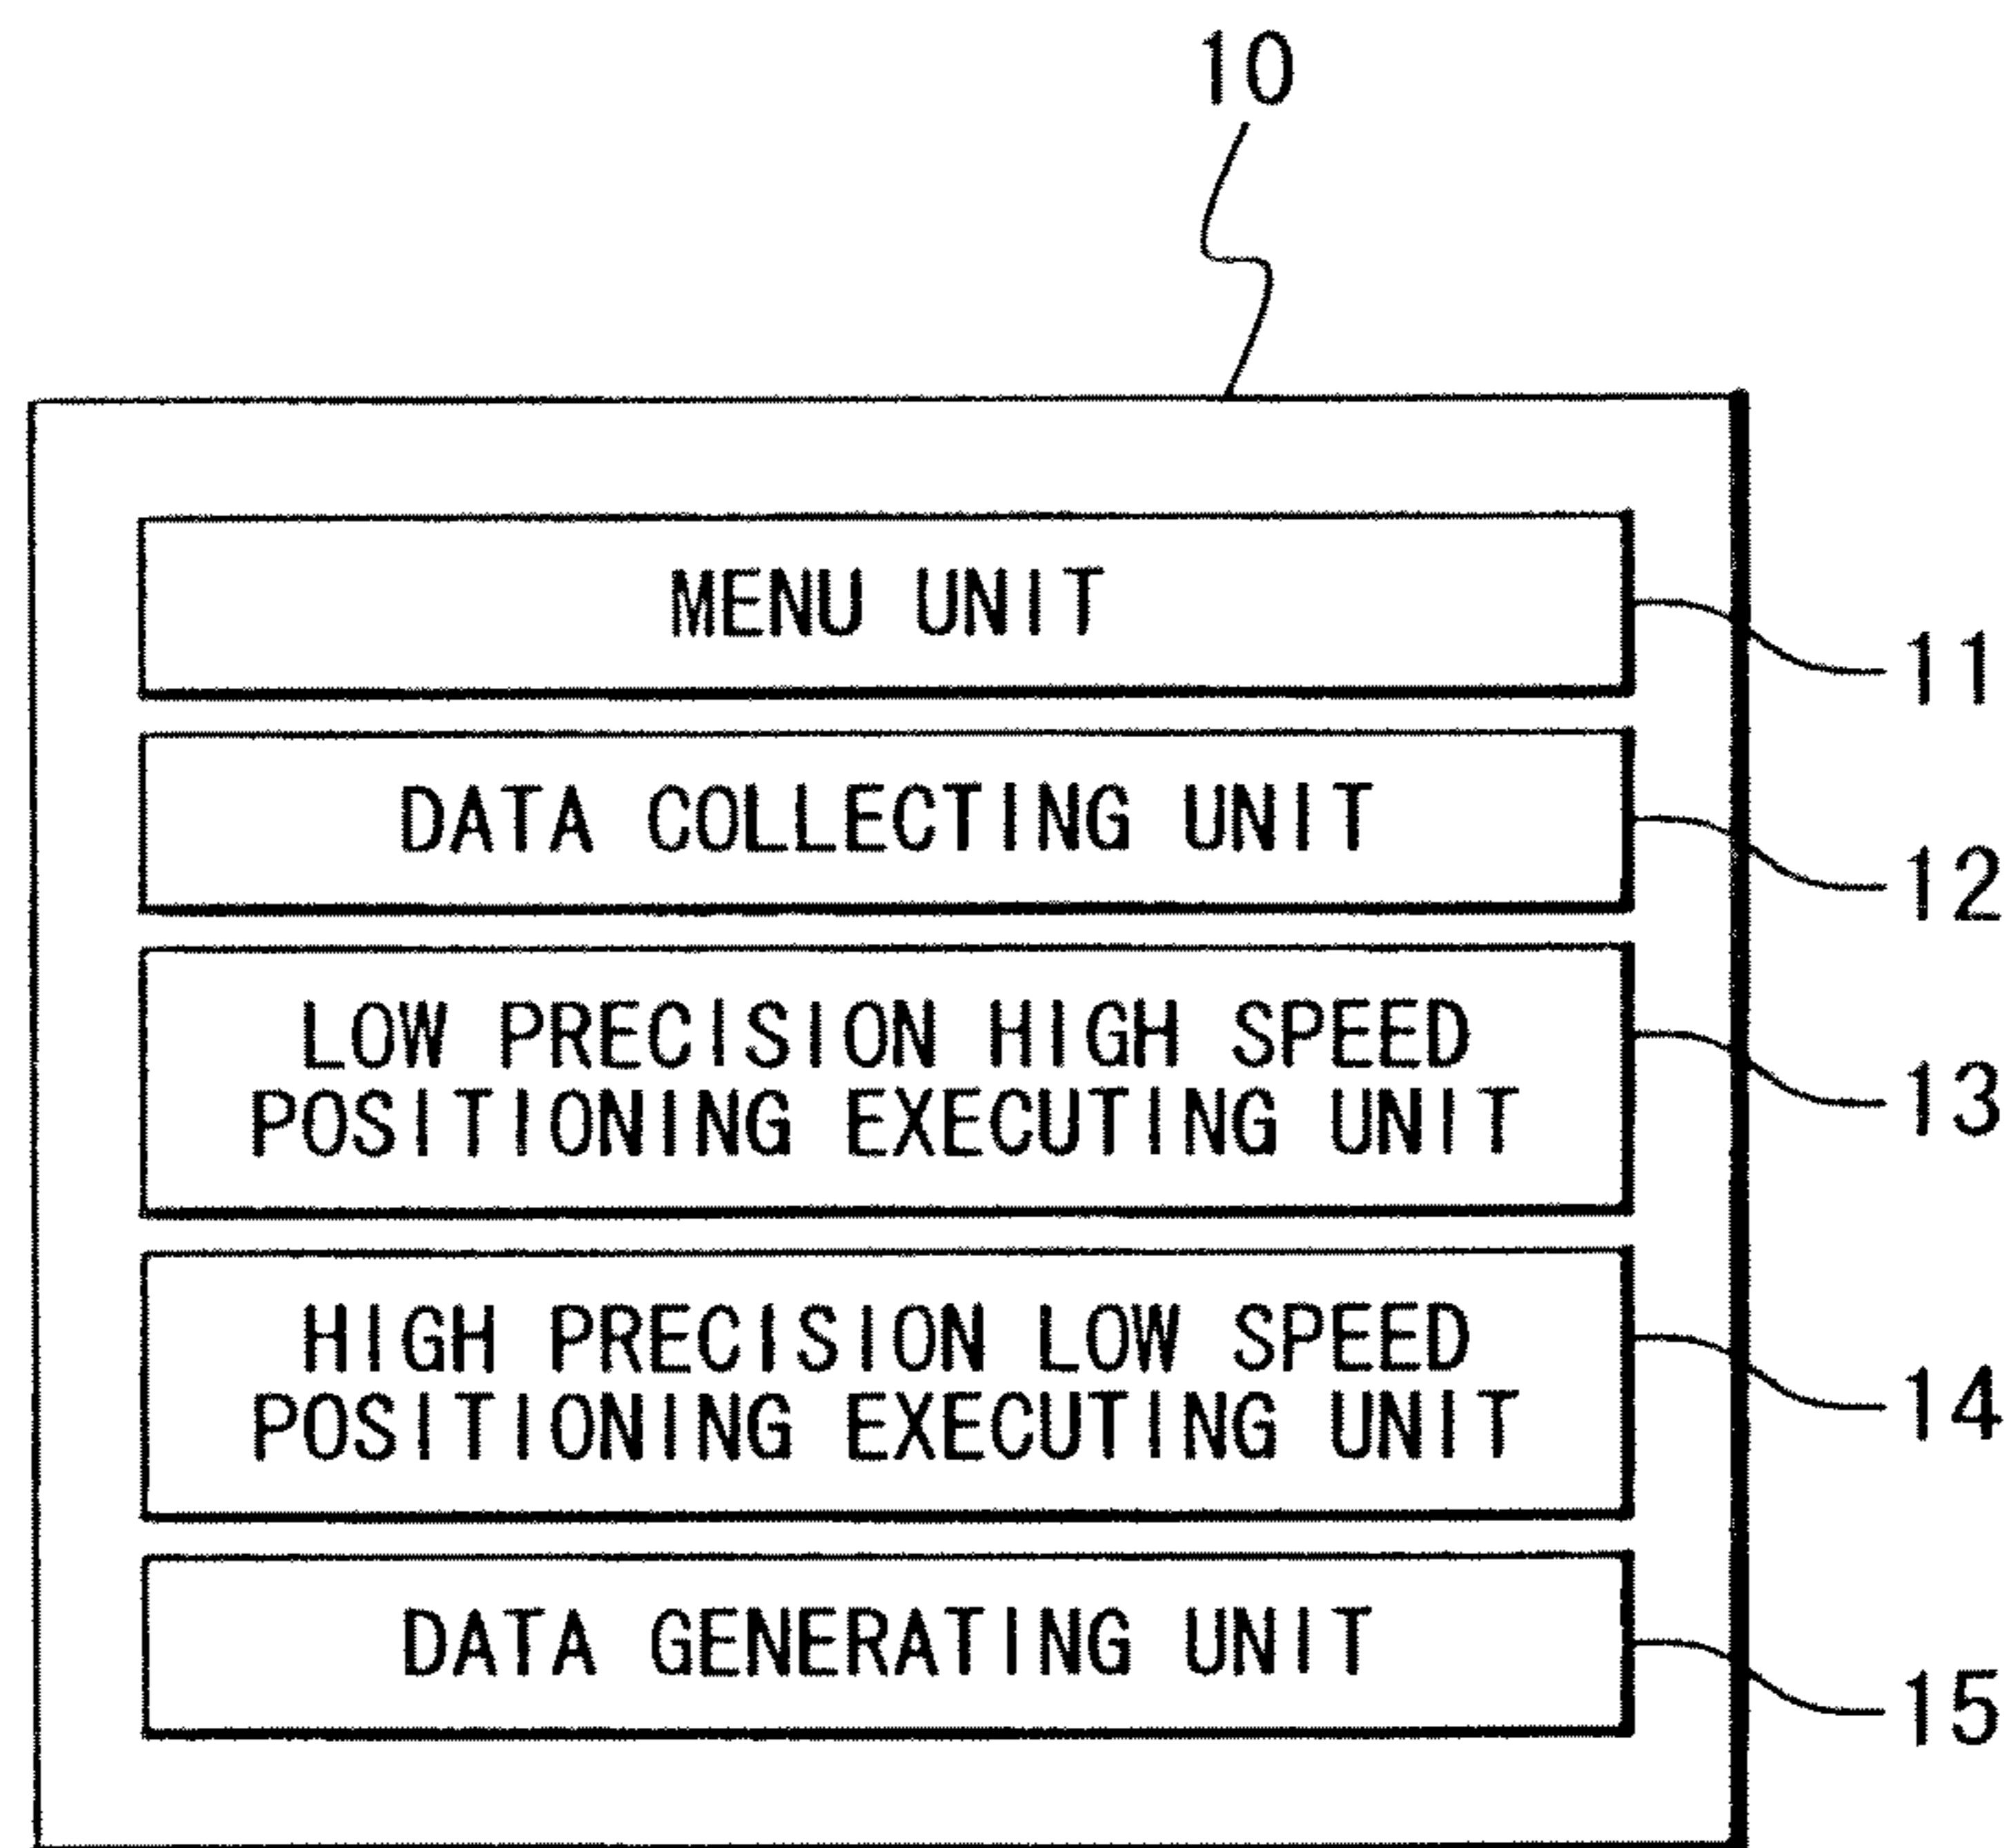 10
MENU UNIT
11
DATA COLLECTING UNIT
12
LOW PRECISION HIGH SPEED
POSITIONING EXECUTING UNIT
13
HIGH PRECISION LOW SPEED
POSITIONING EXECUTING UNIT
14
DATA GENERATING UNIT
15